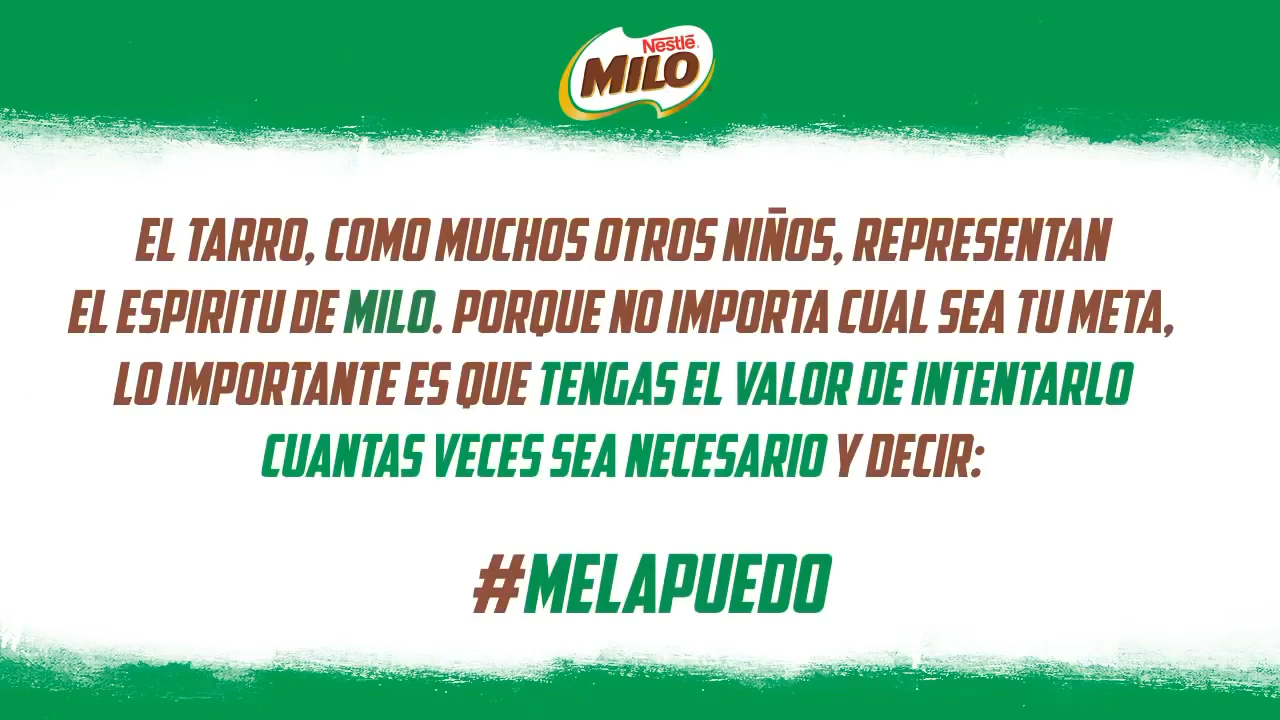 Nestlé
MILO
EL TARRO, COMO MUCHOS OTROS NIÑOS, REPRESENTAN
EL ESPIRITU DE MILO. PORQUE NO IMPORTA CUAL SEA TU META,
LO IMPORTANTE ES QUE TENGAS EL VALOR DE INTENTARLO
CUANTAS VECES SEA NECESARIO Y DECIR:
#MELAPUEDO